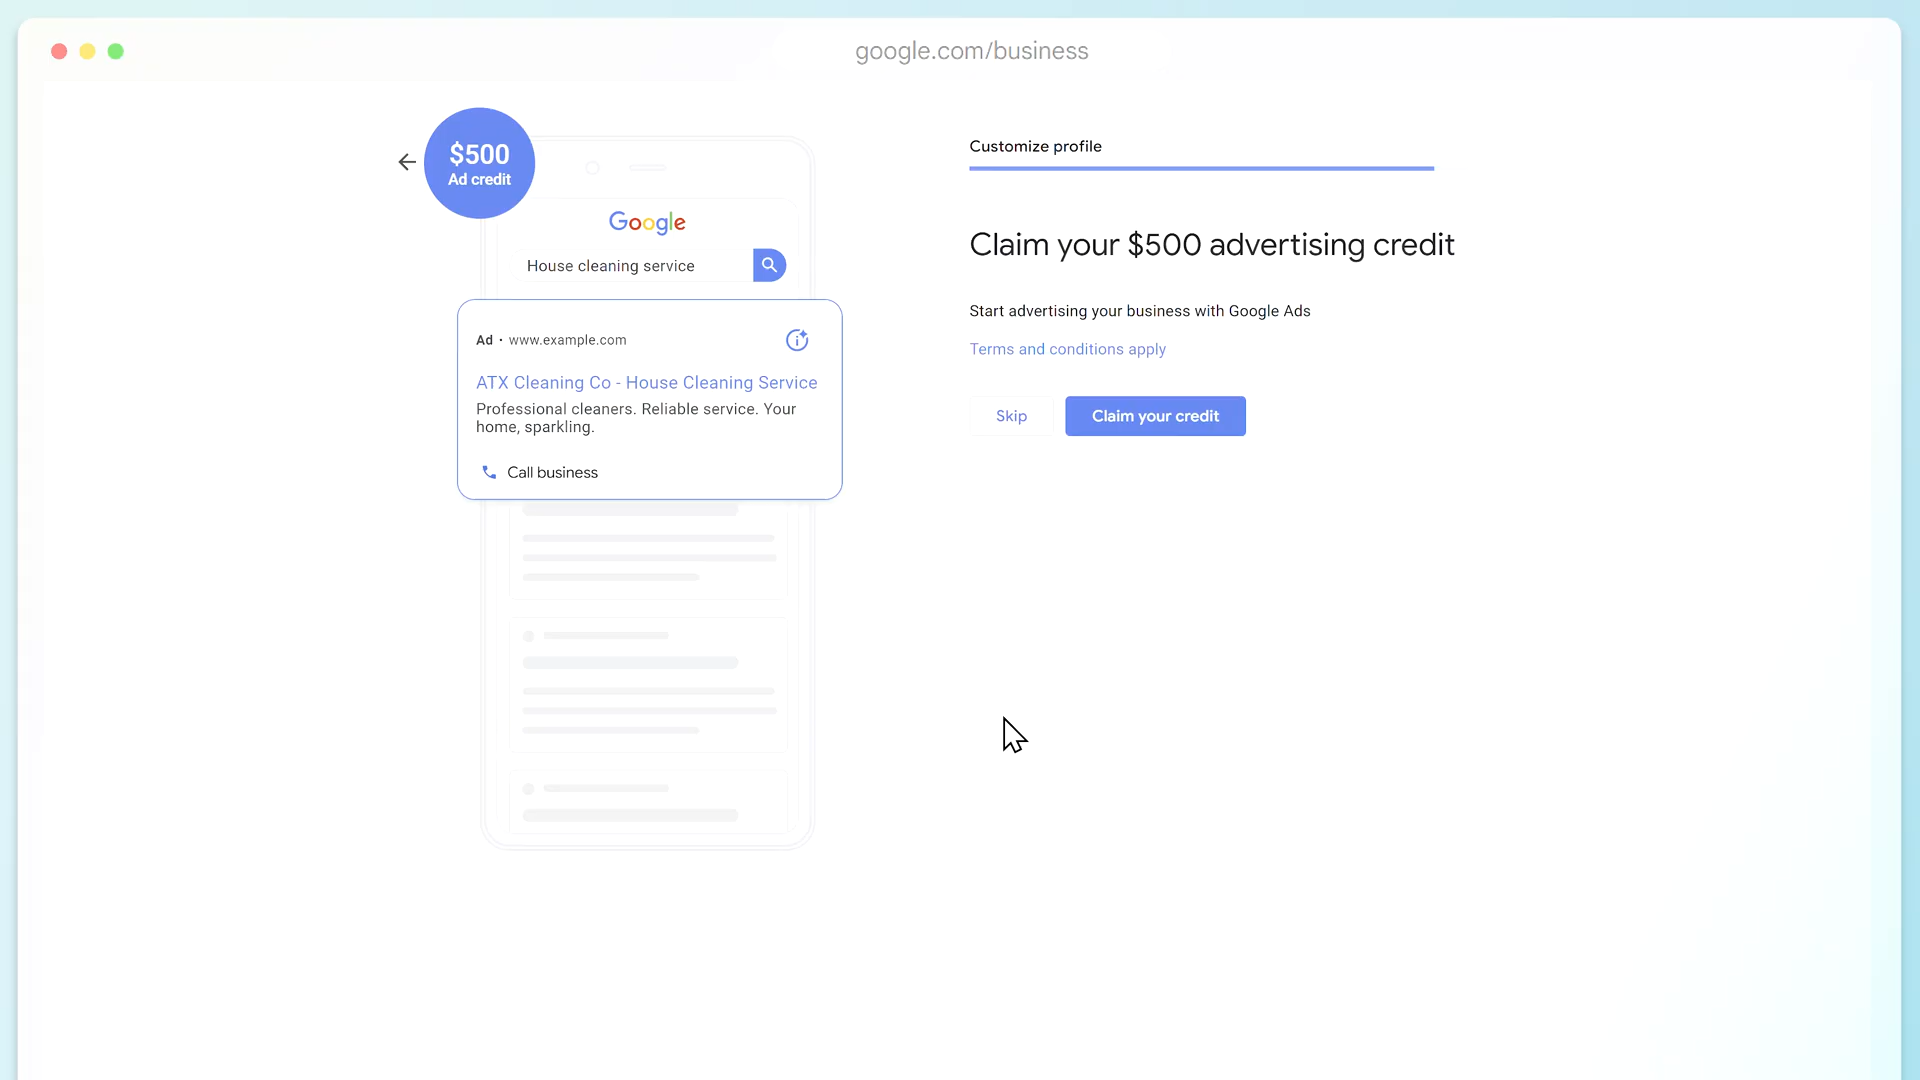 google.com/business
$500
Ad credit
Google
House cleaning service
Ad · www.example.com
ATX Cleaning Co - House Cleaning Service
Professional cleaners. Reliable service. Your
home, sparkling.
Call business
Customize profile
Claim your $500 advertising credit
Start advertising your business with Google Ads
Terms and conditions apply
Skip
Claim your credit